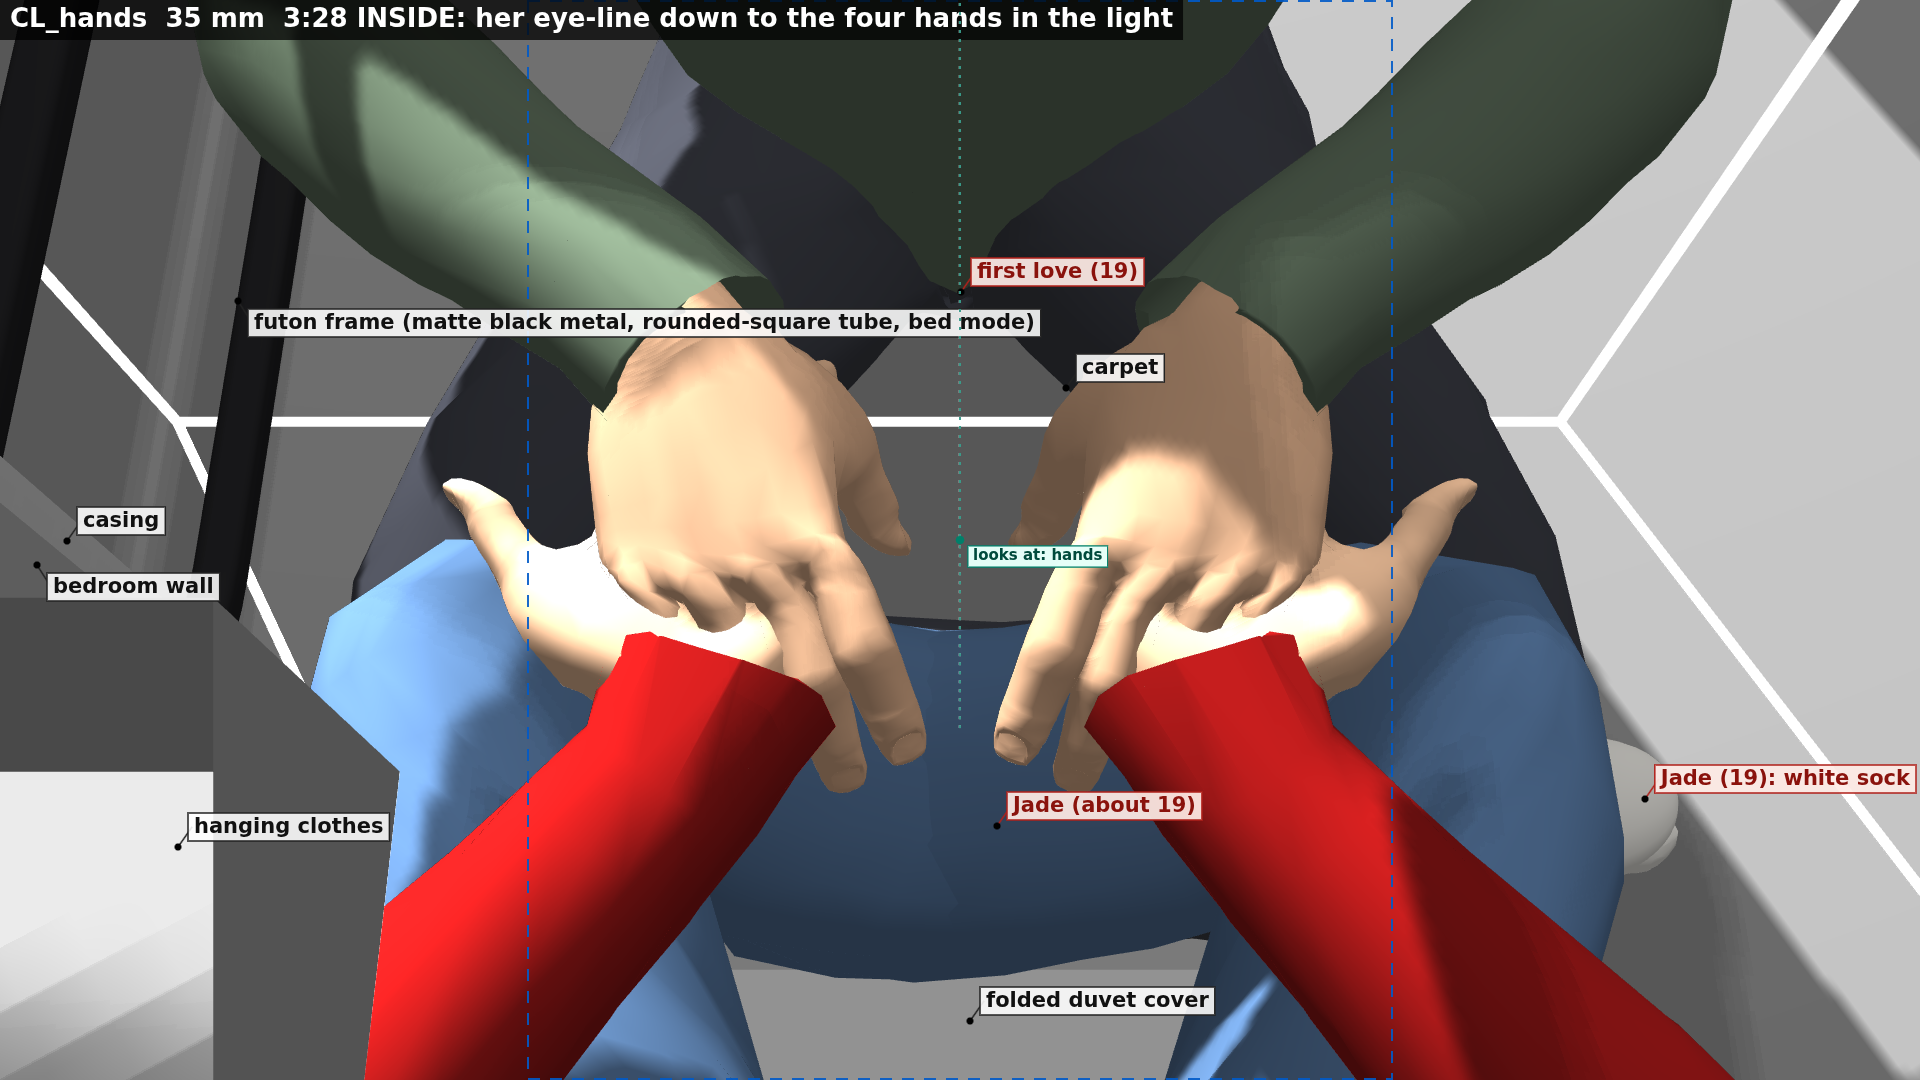 CL_hands  35 mm  3:28 INSIDE: her eye-line down to the four hands in the light
first love (19)
futon frame (matte black metal, rounded-square tube, bed mode)
carpet
casing
looks at: hands
bedroom wall
Jade (19): white sock
Jade (about 19)
hanging clothes
folded duvet cover